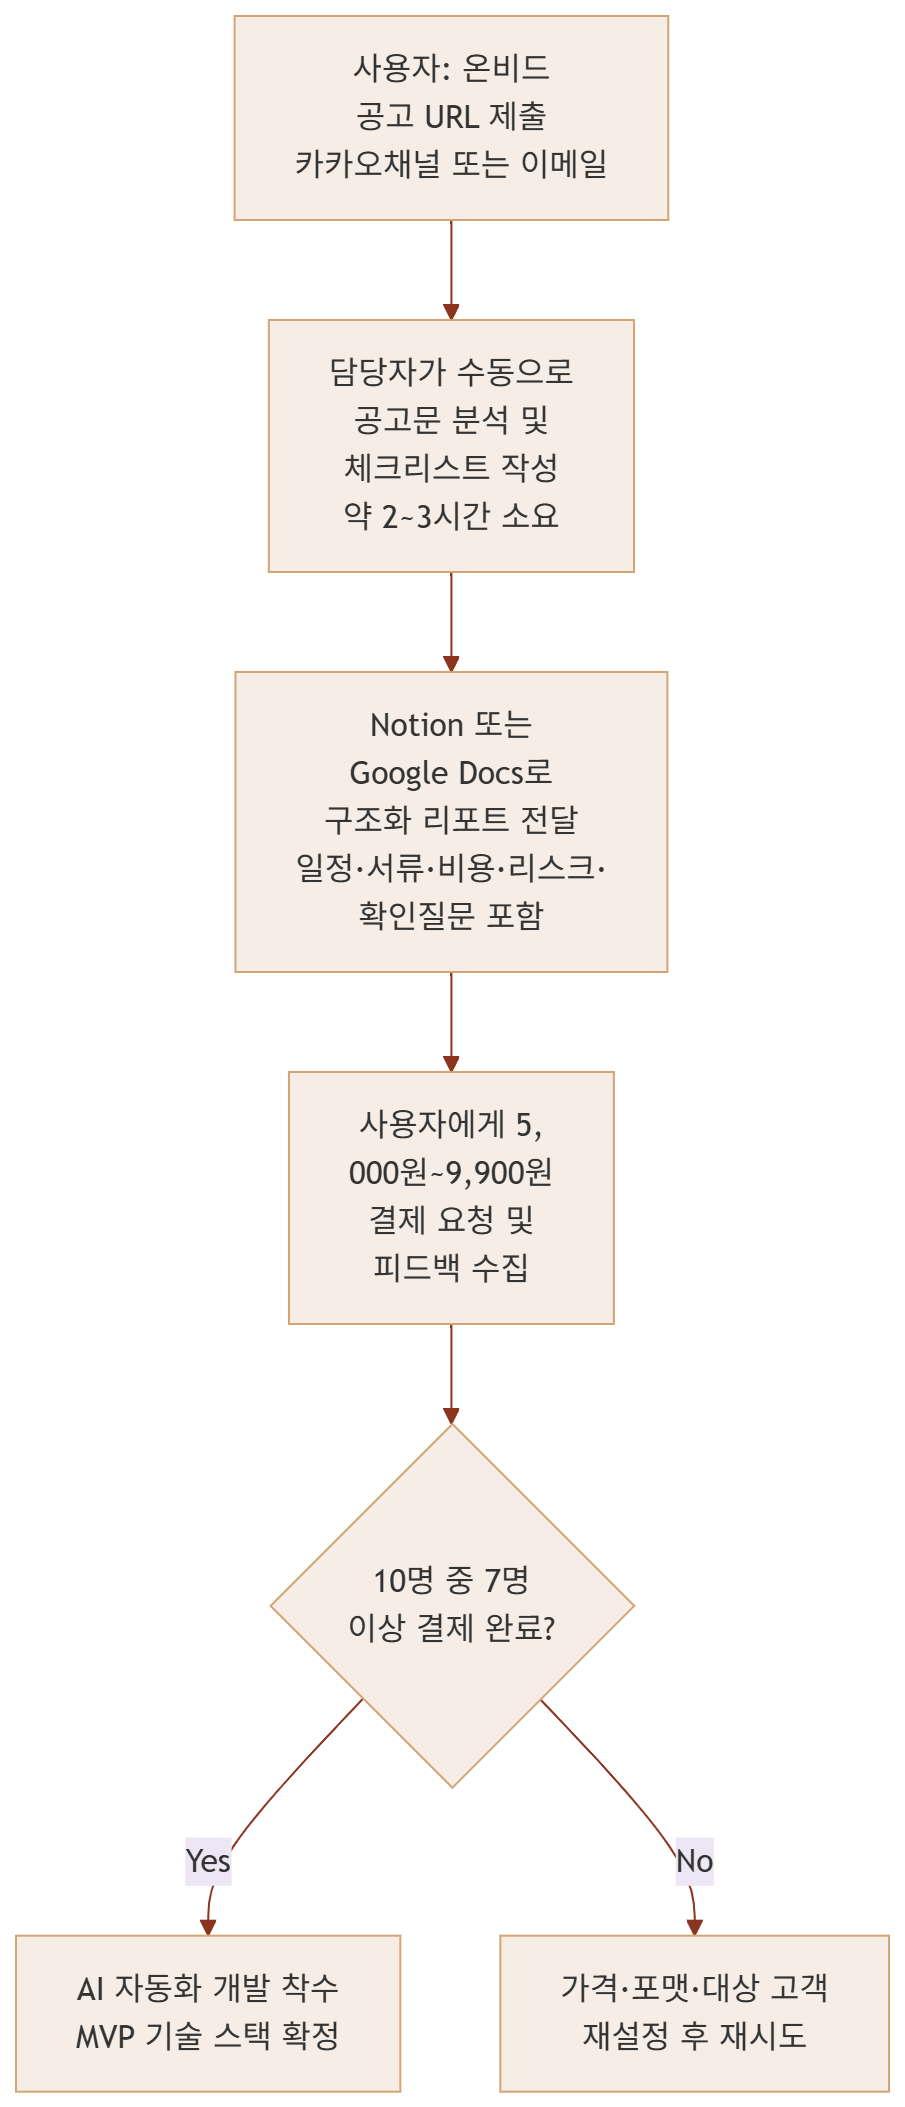 사용자: 온비드
공고 URL 제출
카카오채널 또는 이메일
담당자가 수동으로
공고문 분석 및
체크리스트 작성
약 2~3시간 소요
Notion 또는
Google Docs로
구조화 리포트 전달
일정·서류·비용·리스크·
확인질문 포함
사용자에게 5,
000원~9,900원
결제 요청 및
피드백 수집
10명 중 7명
이상 결제 완료?
Yes
No
AI 자동화 개발 착수
MVP 기술 스택 확정
가격·포맷·대상 고객
재설정 후 재시도